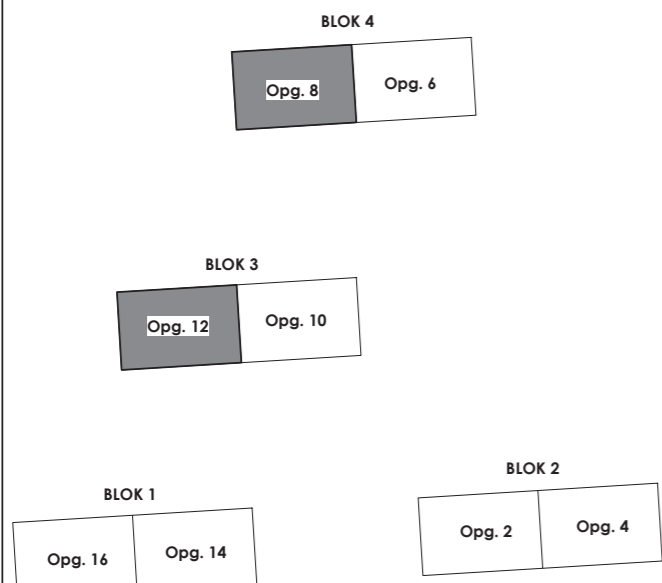 BLOK 4
Opg. 8
Opg. 6
BLOK 3
Opg. 12
Opg. 10
BLOK 1
Opg. 16
Opg. 14
BLOK 2
Opg. 2
Opg. 4